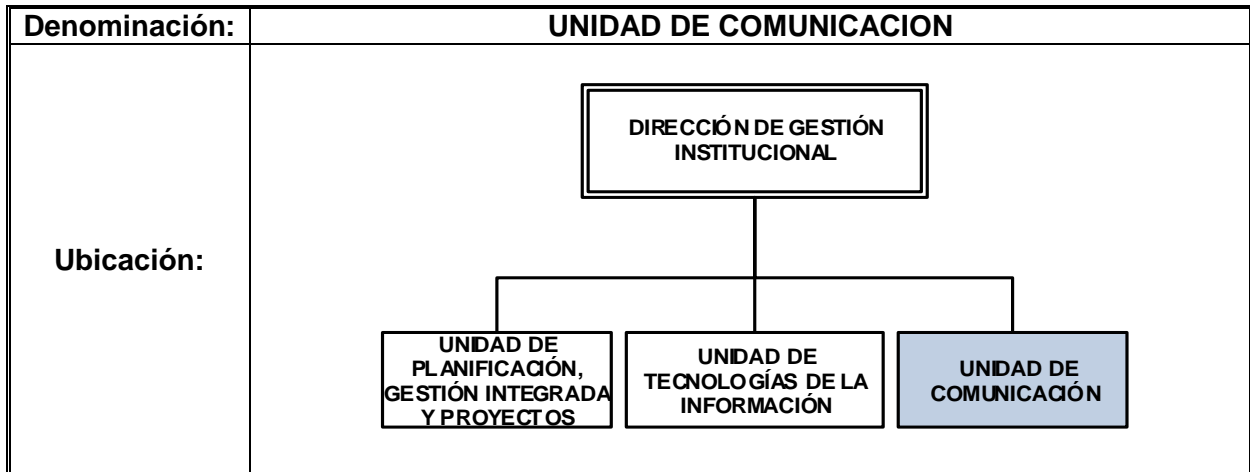 Denominación: UNIDAD DE COMUNICACION
Ubicación:
DIRECCIÓN DE GESTIÓN
INSTITUCIONAL
UNIDAD DE
PLANIFICACIÓN,
GESTIÓN INTEGRADA
Y PROYECTOS
UNIDAD DE
TECNOLOGÍAS DE LA
INFORMACIÓN
UNIDAD DE
COMUNICACIÓN